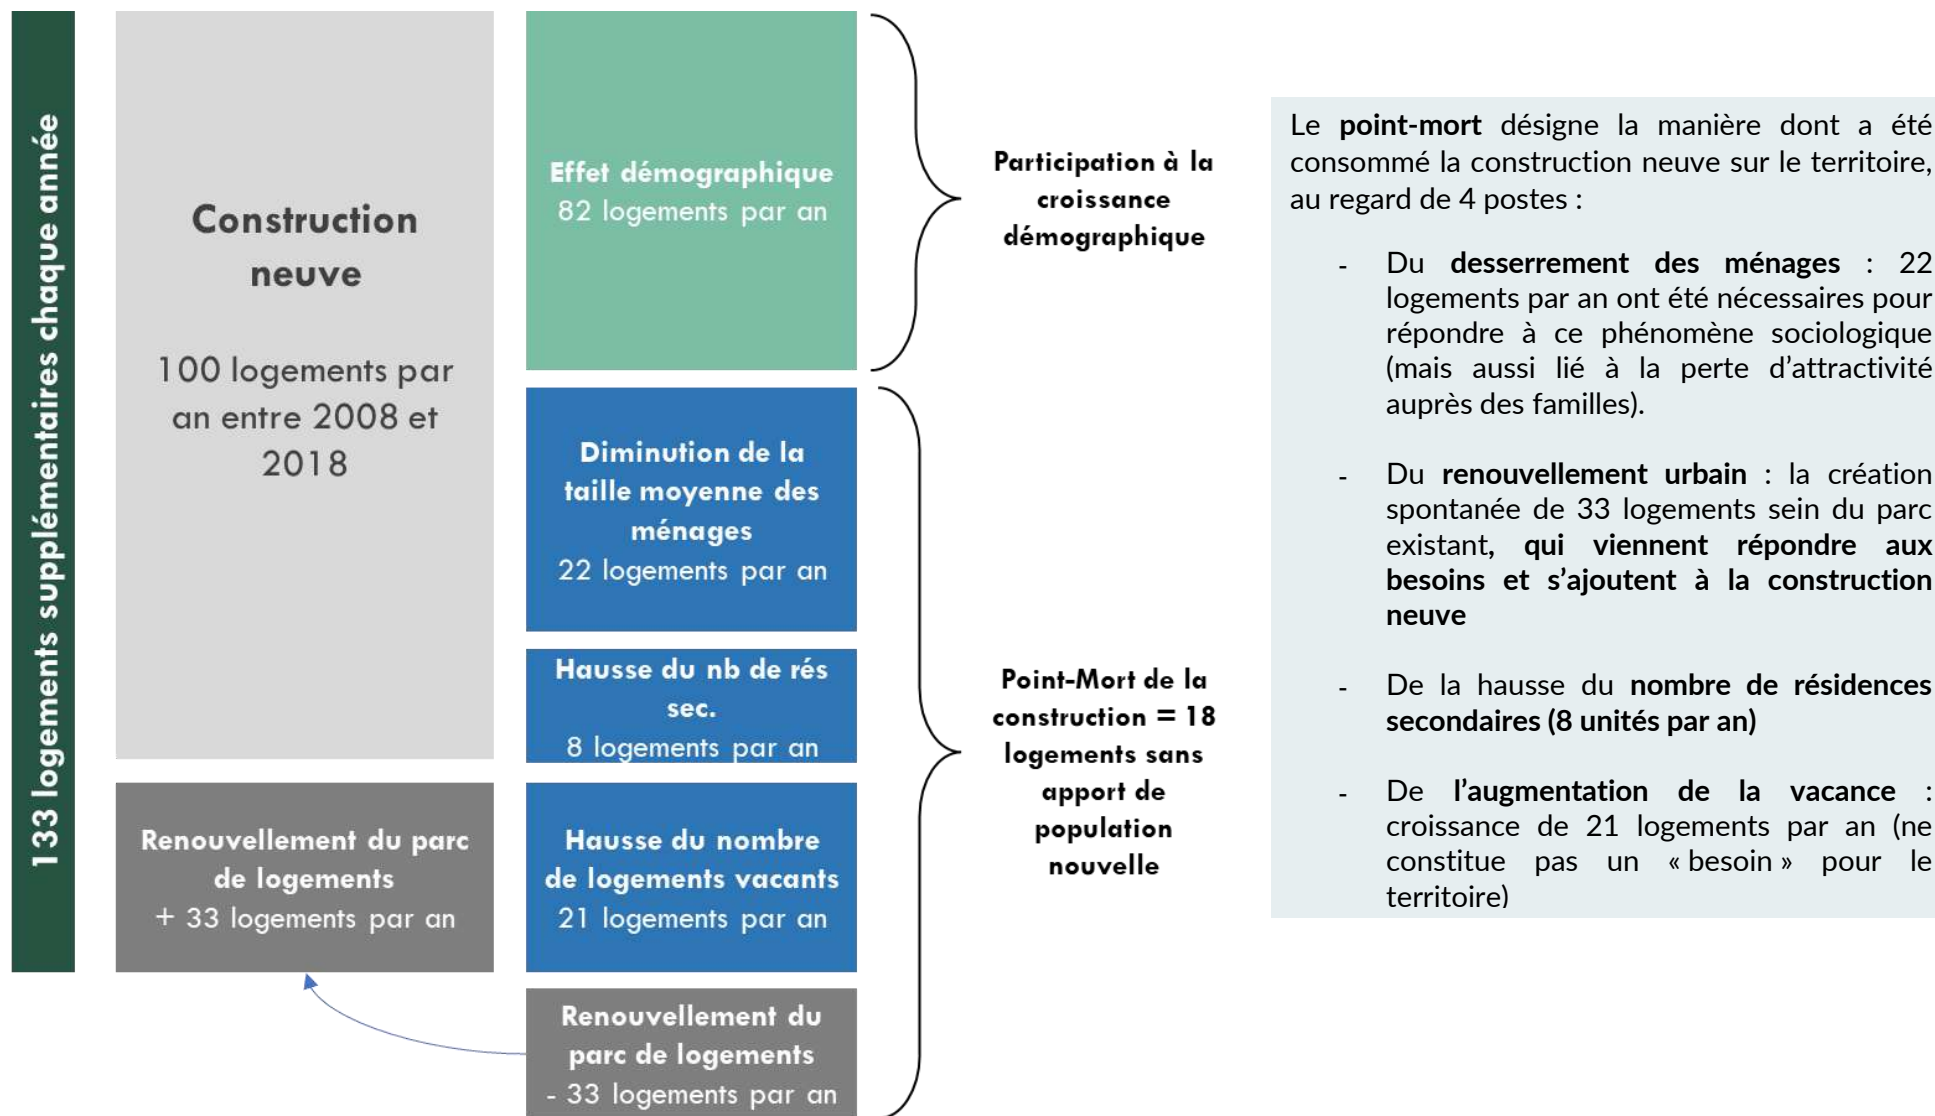 133 logements supplémentaires chaque année
Construction
neuve
100 logements par
an entre 2008 et
2018
Renouvellement du parc
de logements
+ 33 logements par an
Effet démographique
82 logements par an
Diminution de la
taille moyenne des
ménages
22 logements par an
Hausse du nb de rés
sec.
8 logements par an
Hausse du nombre
de logements vacants
21 logements par an
Renouvellement du
parc de logements
- 33 logements par an
Participation à la
croissance
démographique
Point-Mort de la
construction = 18
logements sans
apport de
population
nouvelle
Le point-mort désigne la manière dont a été
consommé la construction neuve sur le territoire,
au regard de 4 postes :
- Du desserrement des ménages : 22
logements par an ont été nécessaires pour
répondre à ce phénomène sociologique
(mais aussi lié à la perte d'attractivité
auprès des familles).
- Du renouvellement urbain : la création
spontanée de 33 logements sein du parc
existant, qui viennent répondre aux
besoins et s'ajoutent à la construction
neuve
- De la hausse du nombre de résidences
secondaires (8 unités par an)
- De l'augmentation de la vacance :
croissance de 21 logements par an (ne
constitue pas un « besoin » pour le
territoire)